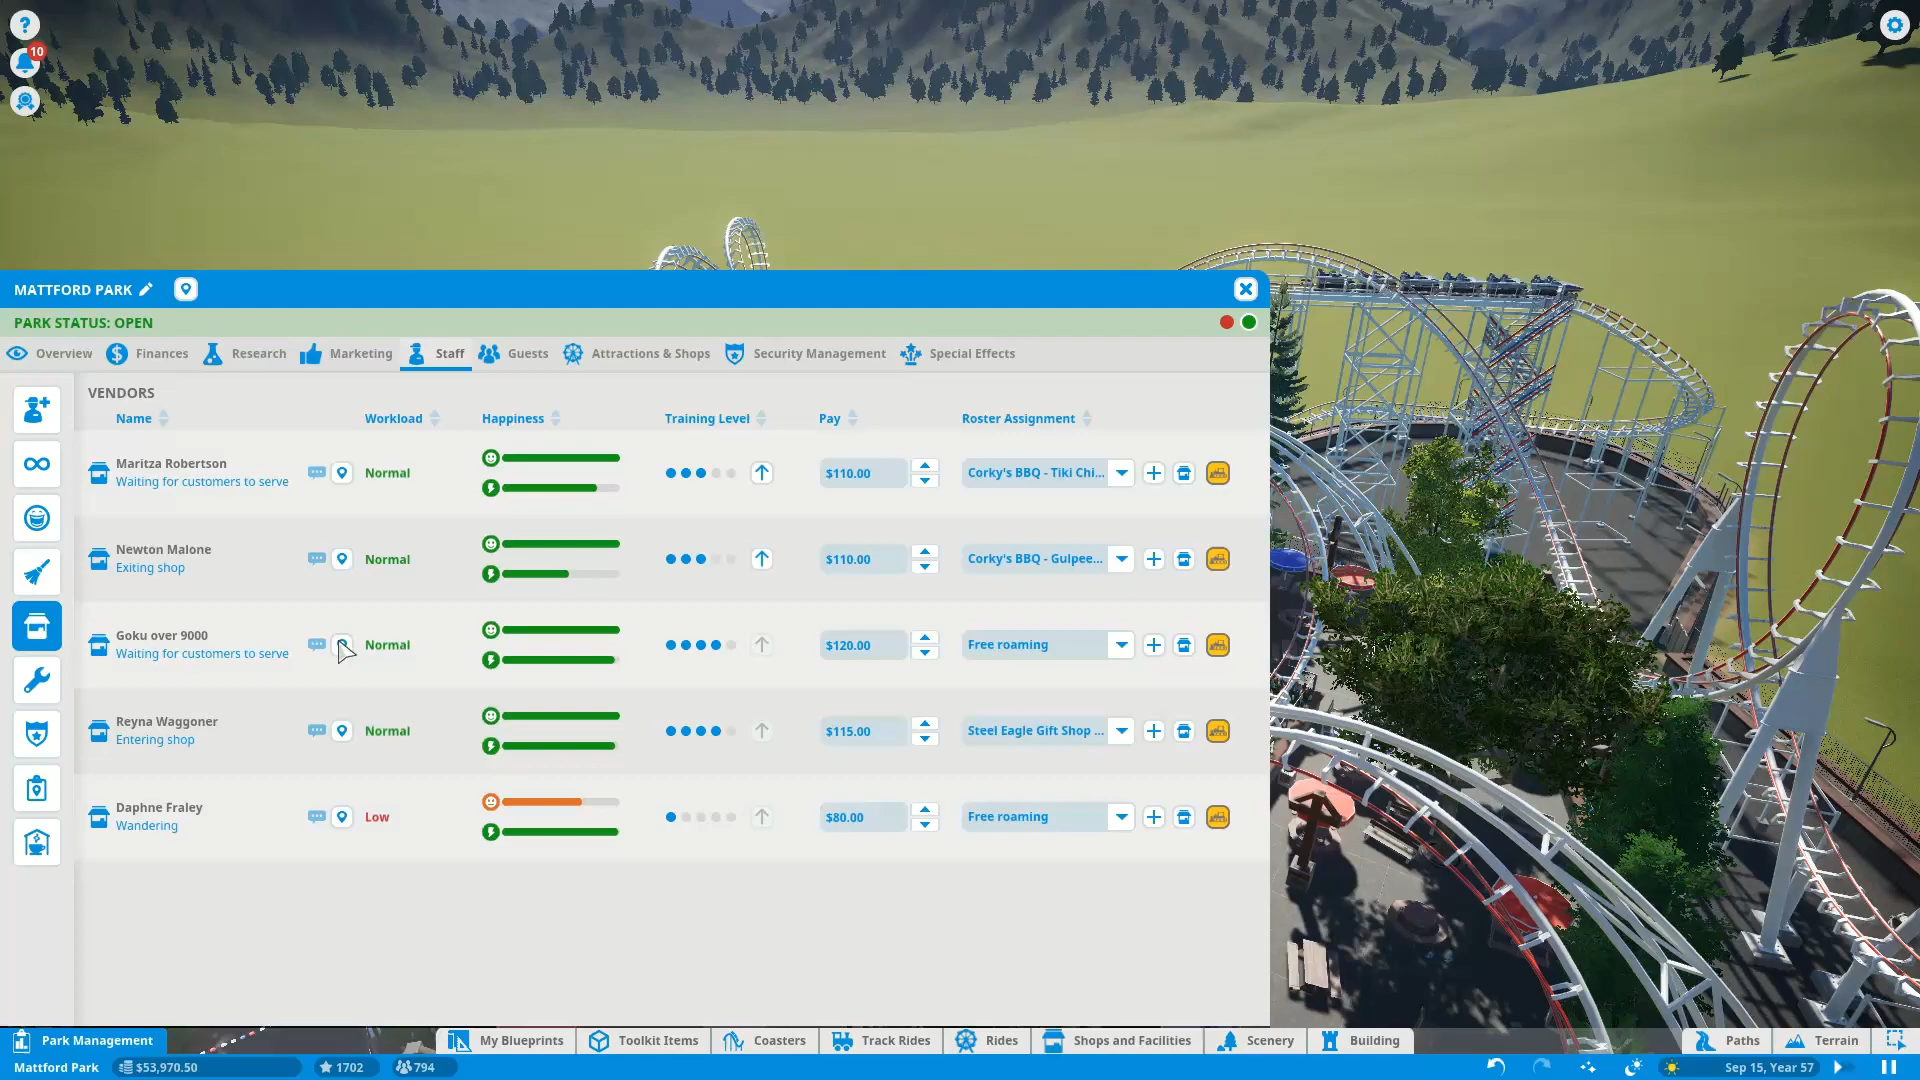 ?
10
MATTFORD PARK
PARK STATUS: OPEN
Overview
Finances
Research
Marketing
Staff
Guests
Attractions & Shops
Security Management
Special Effects
VENDORS
Name
Workload
Happiness
Training Level
Pay
Roster Assignment
Maritza Robertson
Waiting for customers to serve
Normal
$110.00
Corky's BBQ - Tiki Chi...
Newton Malone
Exiting shop
Normal
$110.00
Corky's BBQ - Gulpee...
Goku over 9000
Waiting for customers to serve
Normal
$120.00
Free roaming
Reyna Waggoner
Entering shop
Normal
$115.00
Steel Eagle Gift Shop ...
Daphne Fraley
Wandering
Low
$80.00
Free roaming
Park Management
My Blueprints
Toolkit Items
Coasters
Track Rides
Rides
Shops and Facilities
Scenery
Building
Paths
Terrain
Mattford Park
$53,970.50
1702
794
Sep 15, Year 57